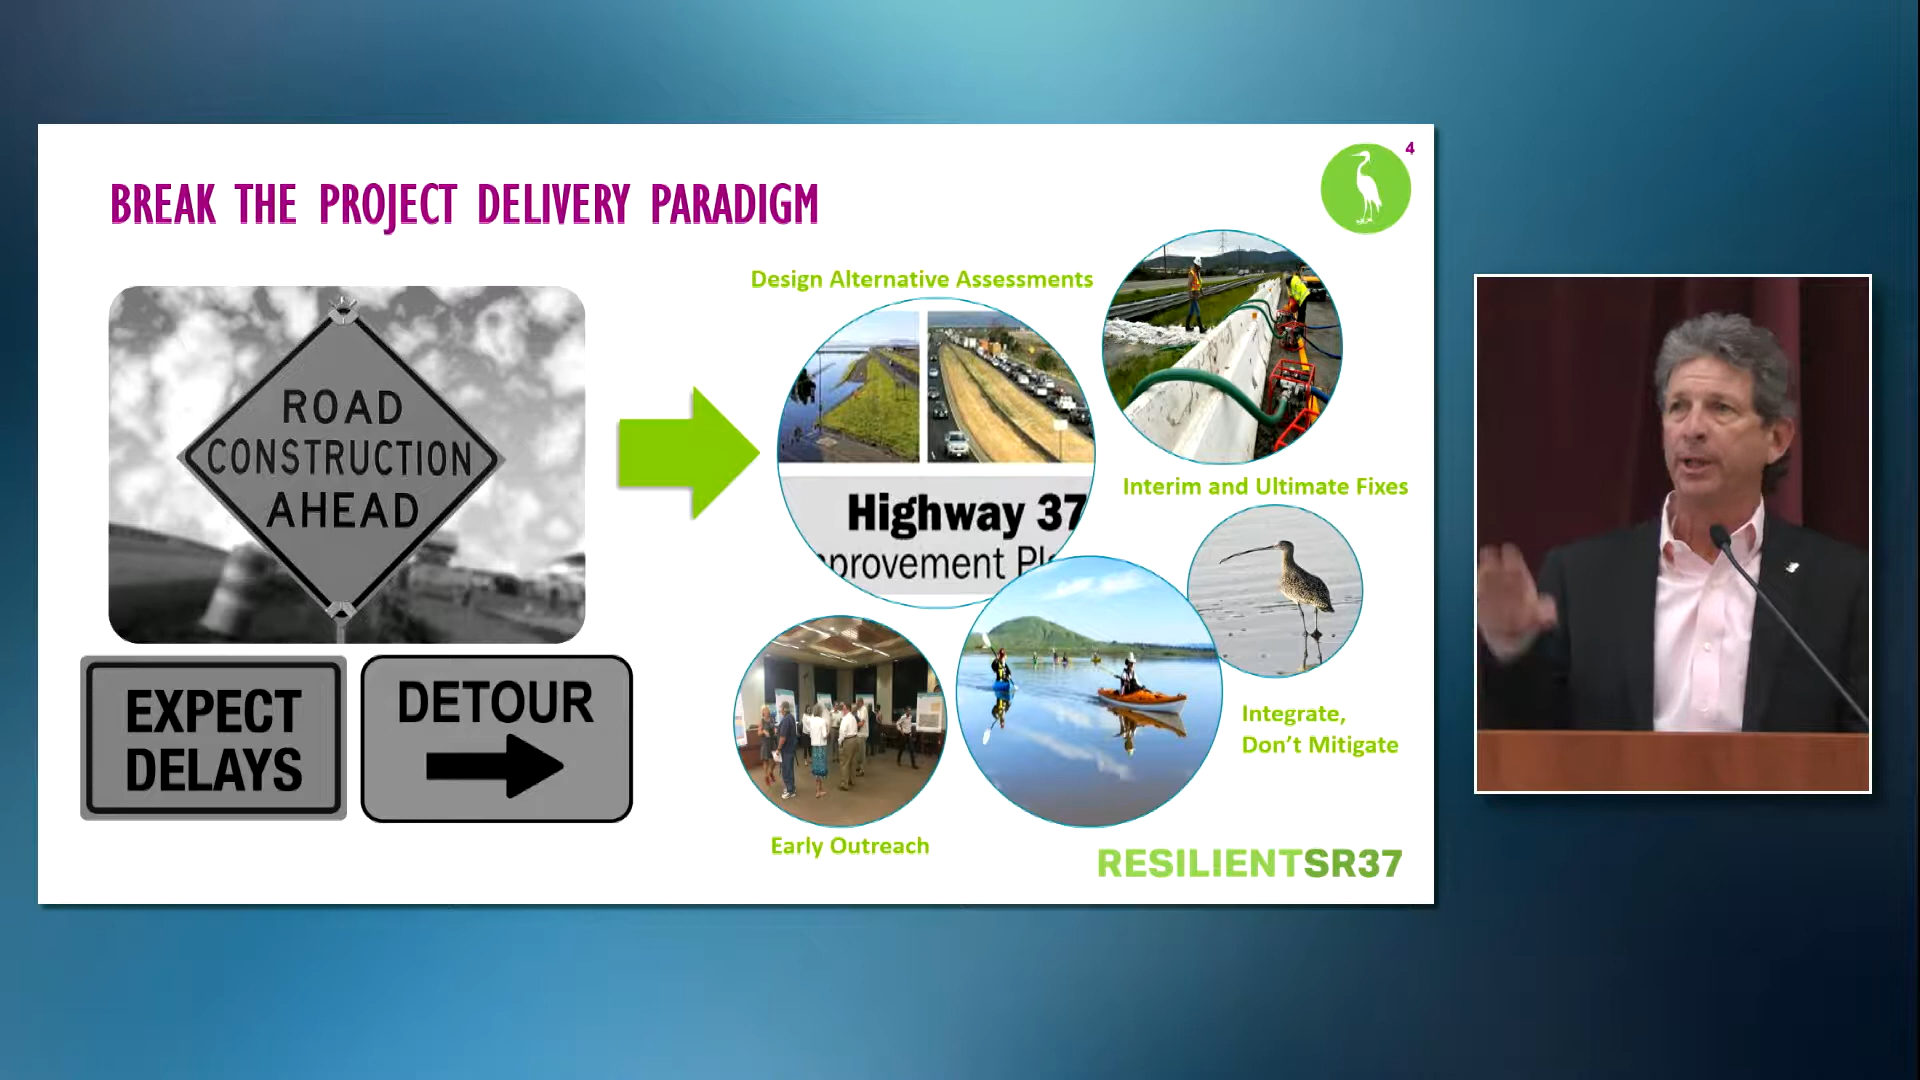 4
BREAK THE PROJECT DELIVERY PARADIGM
ROAD
CONSTRUCTION
AHEAD
EXPECT
DELAYS
DETOUR
Design Alternative Assessments
Highway 37
Interim and Ultimate Fixes
Integrate,
Don't Mitigate
Early Outreach
RESILIENTSR37